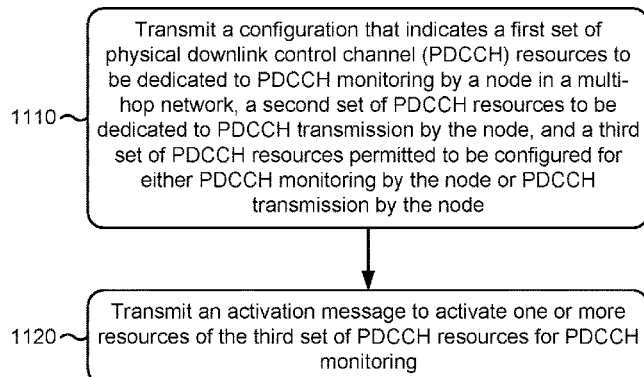 Transmit a configuration that indicates a first set of
physical downlink control channel (PDCCH) resources to
be dedicated to PDCCH monitoring by a node in a multi-
hop network, a second set of PDCCH resources to be
dedicated to PDCCH transmission by the node, and a third
set of PDCCH resources permitted to be configured for
either PDCCH monitoring by the node or PDCCH
transmission by the node
1110
Transmit an activation message to activate one or more
resources of the third set of PDCCH resources for PDCCH
monitoring
1120